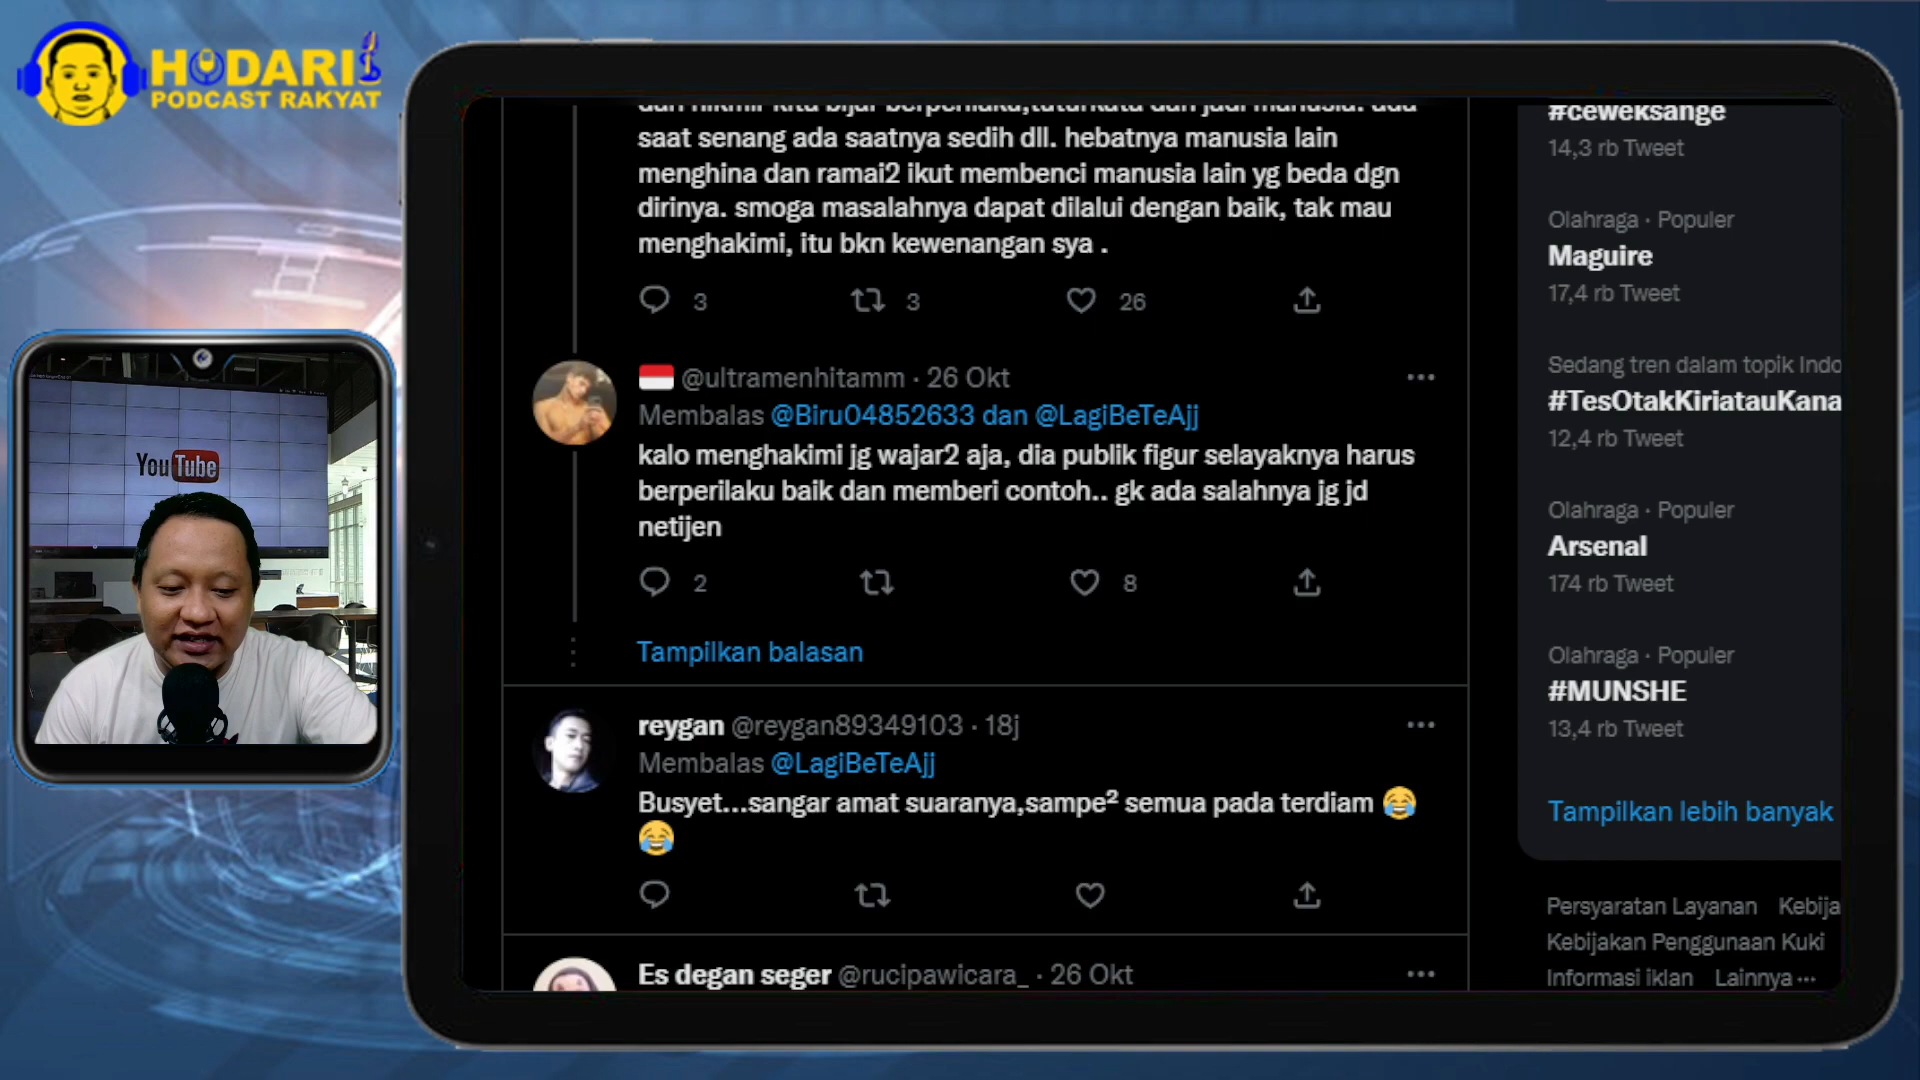 HODARI
PODCAST RAKYAT
YouTube
dan nikmir kita bijar berperilaku,tuturkata dan jadi manusia. ada
saat senang ada saatnya sedih dll. hebatnya manusia lain
menghina dan ramai2 ikut membenci manusia lain yg beda dgn
dirinya. smoga masalahnya dapat dilalui dengan baik, tak mau
menghakimi, itu bkn kewenangan sya .
3 3 26
@ultramenhitamm · 26 Okt
Membalas @Biru04852633 dan @LagiBeTeAjj
kalo menghakimi jg wajar2 aja, dia publik figur selayaknya harus
berperilaku baik dan memberi contoh.. gk ada salahnya jg jd
netijen
2 8
Tampilkan balasan
reygan @reygan89349103 · 18j
Membalas @LagiBeTeAjj
Busyet...sangar amat suaranya,sampe² semua pada terdiam 😂
😂
Es degan seger @rucipawicara_ · 26 Okt
#ceweksange
14,3 rb Tweet
Olahraga · Populer
Maguire
17,4 rb Tweet
Sedang tren dalam topik Indo
#TesOtakKiriatauKana
12,4 rb Tweet
Olahraga · Populer
Arsenal
174 rb Tweet
Olahraga · Populer
#MUNSHE
13,4 rb Tweet
Tampilkan lebih banyak
Persyaratan Layanan Kebija
Kebijakan Penggunaan Kuki
Informasi iklan Lainnya ···